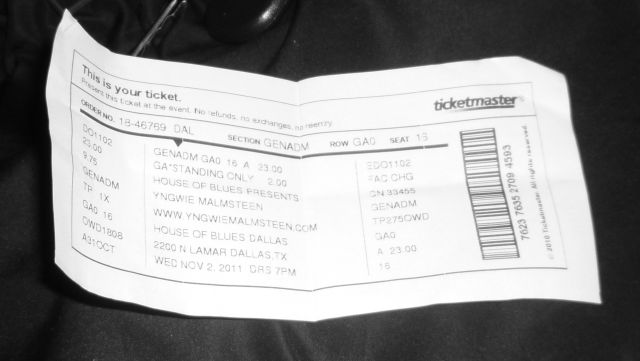 This is your ticket.
Present this ticket at the event. No refunds, no exchanges, no reentry.
ticketmaster
ORDER NO. 18-46769 DAL SECTION GENADM ROW GA0 SEAT 16
DO1102
23.00
9.75
GENADM
TP 1X
GA0 16
OWD1808
A31OCT
GENADM GA0 16 A 23.00
GA*STANDING ONLY 2.00
HOUSE OF BLUES PRESENTS
YNGWIE MALMSTEEN
WWW.YNGWIEMALMSTEEN.COM
HOUSE OF BLUES DALLAS
2200 N LAMAR DALLAS,TX
WED NOV 2, 2011 DRS 7PM
EDO1102
FAC CHG
CN 33455
GENADM
TP275OWD
GA0
A 23.00
16
7623 7635 2709 4593
© 2010 Ticketmaster. All rights reserved.